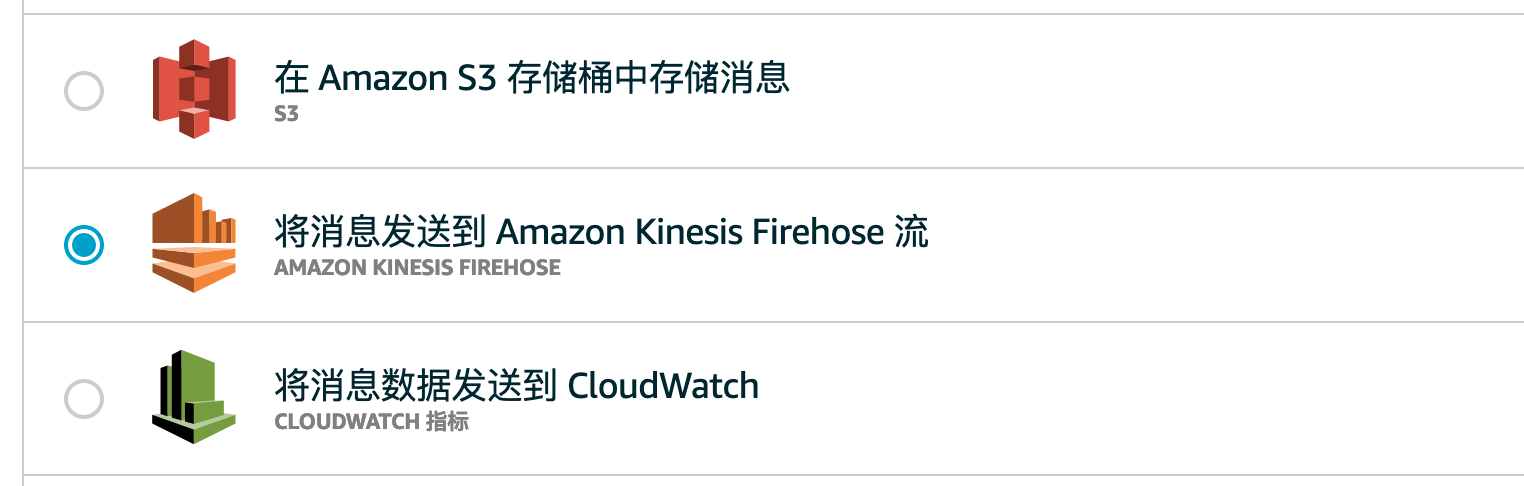 在 Amazon S3 存储桶中存储消息
S3
将消息发送到 Amazon Kinesis Firehose 流
AMAZON KINESIS FIREHOSE
将消息数据发送到 CloudWatch
CLOUDWATCH 指标